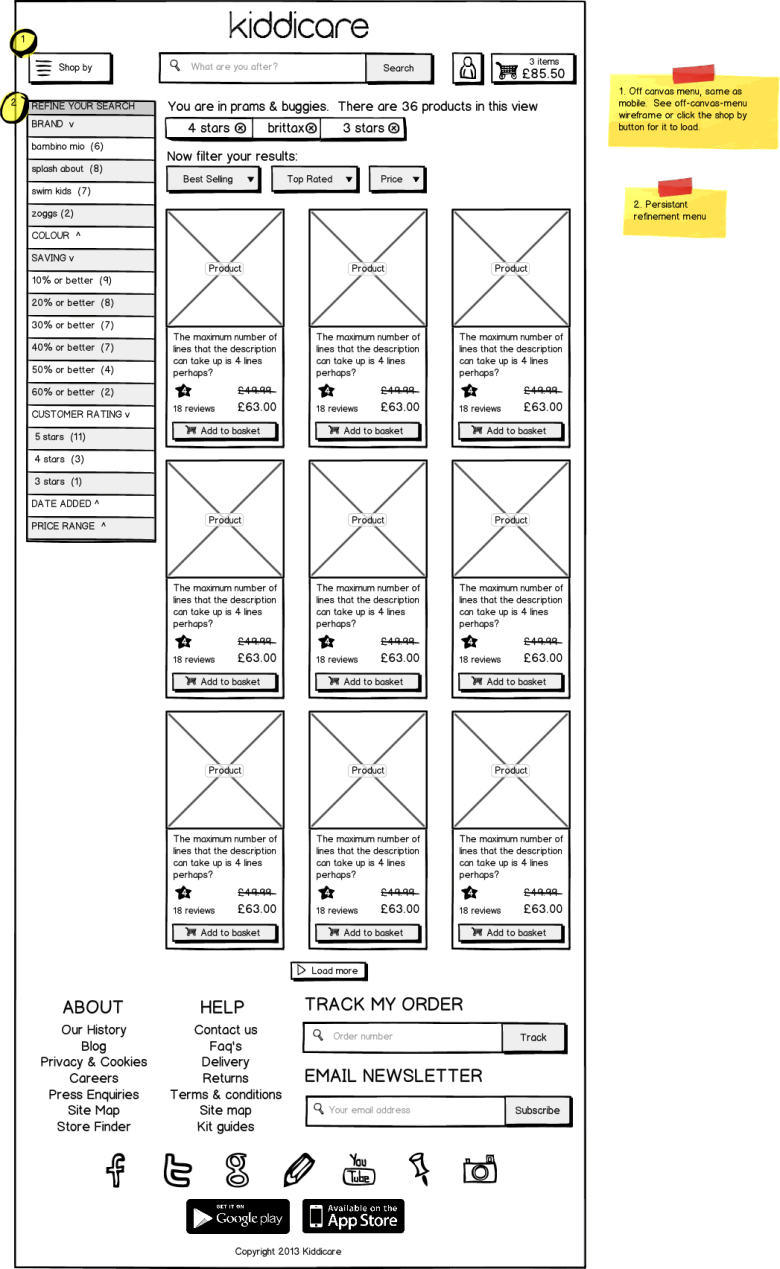 kiddicare
1
Shop by
What are you after?
Search
3 items
£85.50
1. Off canvas menu, same as
mobile. See off-canvas-menu
wireframe or click the shop by
button for it to load.
2
REFINE YOUR SEARCH
BRAND v
bambino mio (6)
splash about (8)
swim kids (7)
zoggs (2)
COLOUR ^
SAVING v
10% or better (9)
20% or better (8)
30% or better (7)
40% or better (7)
50% or better (4)
60% or better (2)
CUSTOMER RATING v
5 stars (11)
4 stars (3)
3 stars (1)
DATE ADDED ^
PRICE RANGE ^
2. Persistant
refinement menu
You are in prams & buggies. There are 36 products in this view
4 stars ⓧ brittax ⓧ 3 stars ⓧ
Now filter your results:
Best Selling ▼ Top Rated ▼ Price ▼
Product Product Product
The maximum number of The maximum number of The maximum number of
lines that the description lines that the description lines that the description
can take up is 4 lines can take up is 4 lines can take up is 4 lines
perhaps? perhaps? perhaps?
4 £49.99 4 £49.99 4 £49.99
18 reviews £63.00 18 reviews £63.00 18 reviews £63.00
Add to basket Add to basket Add to basket
Product Product Product
The maximum number of The maximum number of The maximum number of
lines that the description lines that the description lines that the description
can take up is 4 lines can take up is 4 lines can take up is 4 lines
perhaps? perhaps? perhaps?
4 £49.99 4 £49.99 4 £49.99
18 reviews £63.00 18 reviews £63.00 18 reviews £63.00
Add to basket Add to basket Add to basket
Product Product Product
The maximum number of The maximum number of The maximum number of
lines that the description lines that the description lines that the description
can take up is 4 lines can take up is 4 lines can take up is 4 lines
perhaps? perhaps? perhaps?
4 £49.99 4 £49.99 4 £49.99
18 reviews £63.00 18 reviews £63.00 18 reviews £63.00
Add to basket Add to basket Add to basket
Load more
ABOUT
Our History
Blog
Privacy & Cookies
Careers
Press Enquiries
Site Map
Store Finder
HELP
Contact us
Faq's
Delivery
Returns
Terms & conditions
Site map
Kit guides
TRACK MY ORDER
Order number
Track
EMAIL NEWSLETTER
Your email address
Subscribe
You
Tube
GET IT ON
Google play
Available on the
App Store
Copyright 2013 Kiddicare